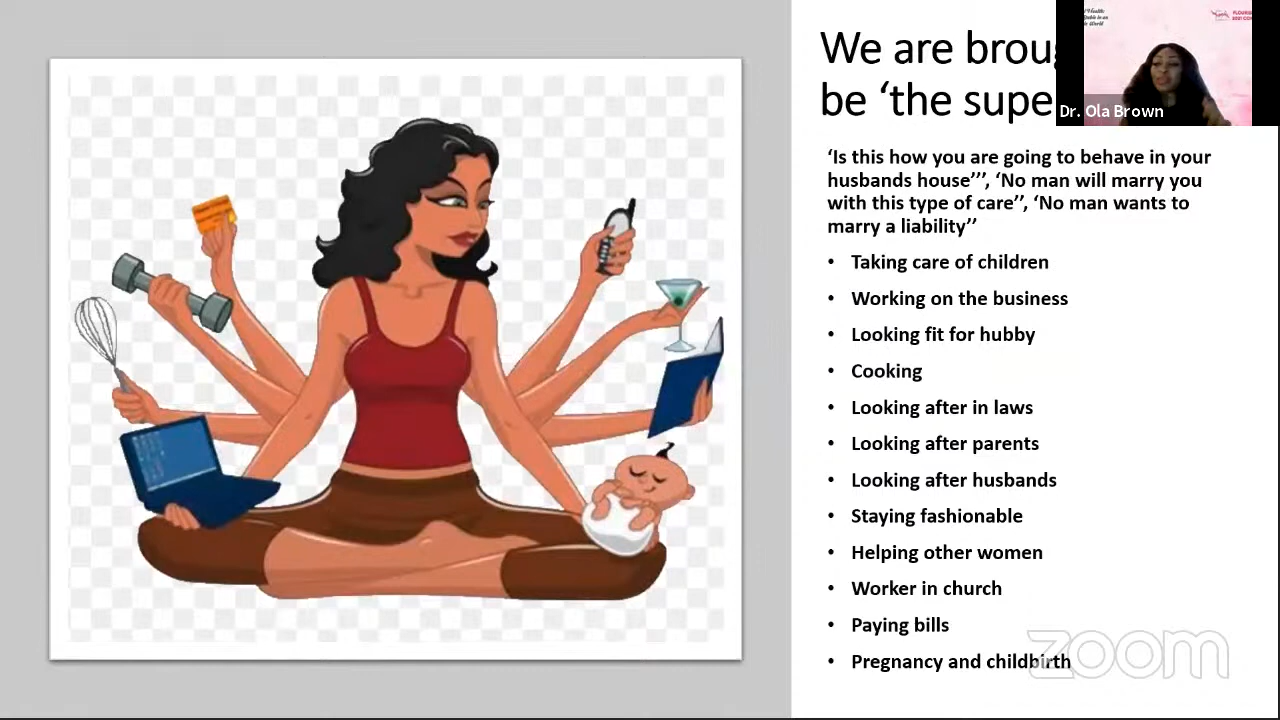 We are
be ‘the
Dr. Ola Brown
‘Is this how you are going to behave in your
husbands house’’’, ‘No man will marry you
with this type of care’’, ‘No man wants to
marry a liability’’
• Taking care of children
• Working on the business
• Looking fit for hubby
• Cooking
• Looking after in laws
• Looking after parents
• Looking after husbands
• Staying fashionable
• Helping other women
• Worker in church
• Paying bills
• Pregnancy and childbirth
zoom